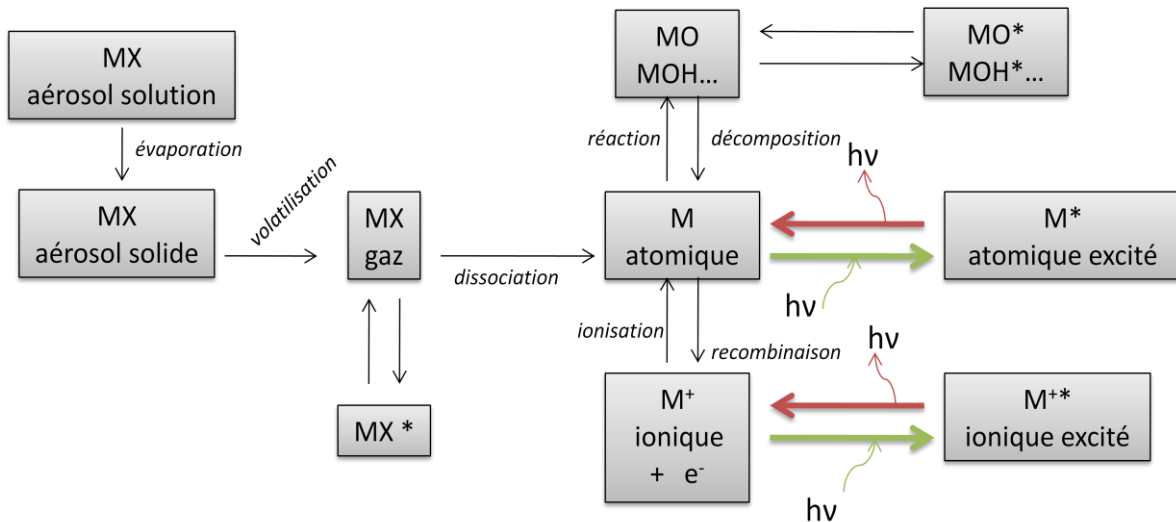 MX
aérosol solution
évaporation
MX
aérosol solide
volatilisation
MX
gaz
MX *
dissociation
MO
MOH...
MO*
MOH*...
réaction
décomposition
hν
M
atomique
M*
atomique excité
hν
ionisation
recombinaison
hν
M⁺
ionique
+ e⁻
M⁺*
ionique excité
hν